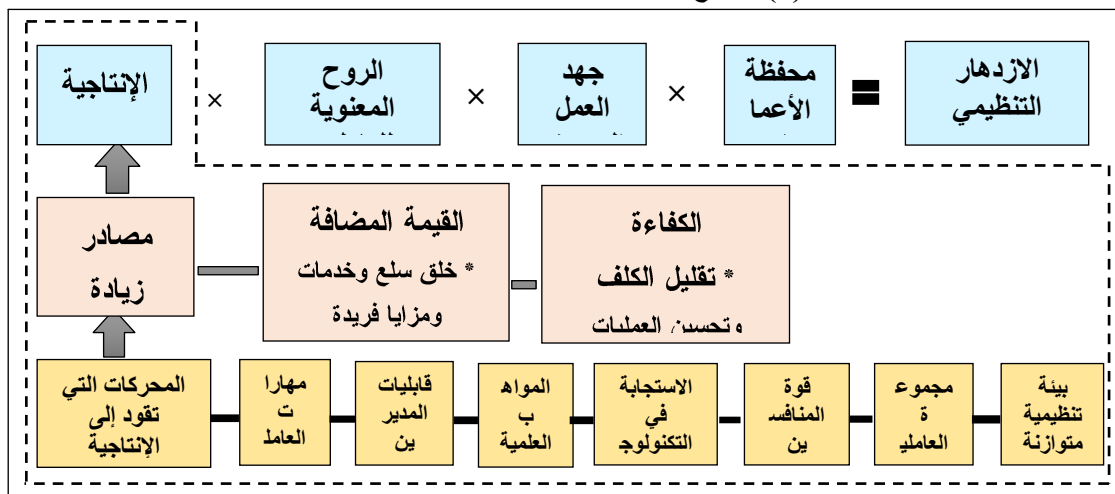 الازدهار
التنظيمي
=
محفظة
الأعما
×
جهد
العمل
×
الروح
المعنوية
×
الإنتاجية
الكفاءة
* تقليل الكلف
وتحسين العمليات
القيمة المضافة
* خلق سلع وخدمات
ومزايا فريدة
مصادر
زيادة
بيئة
تنظيمية
متوازنة
مجموع
ة
العاملي
قوة
المنافس
ين
الاستجابة
في
التكنولوج
المواه
ب
العلمية
قابليات
المدير
ين
مهارا
ت
العامل
المحركات التي
تقود إلى
الإنتاجية